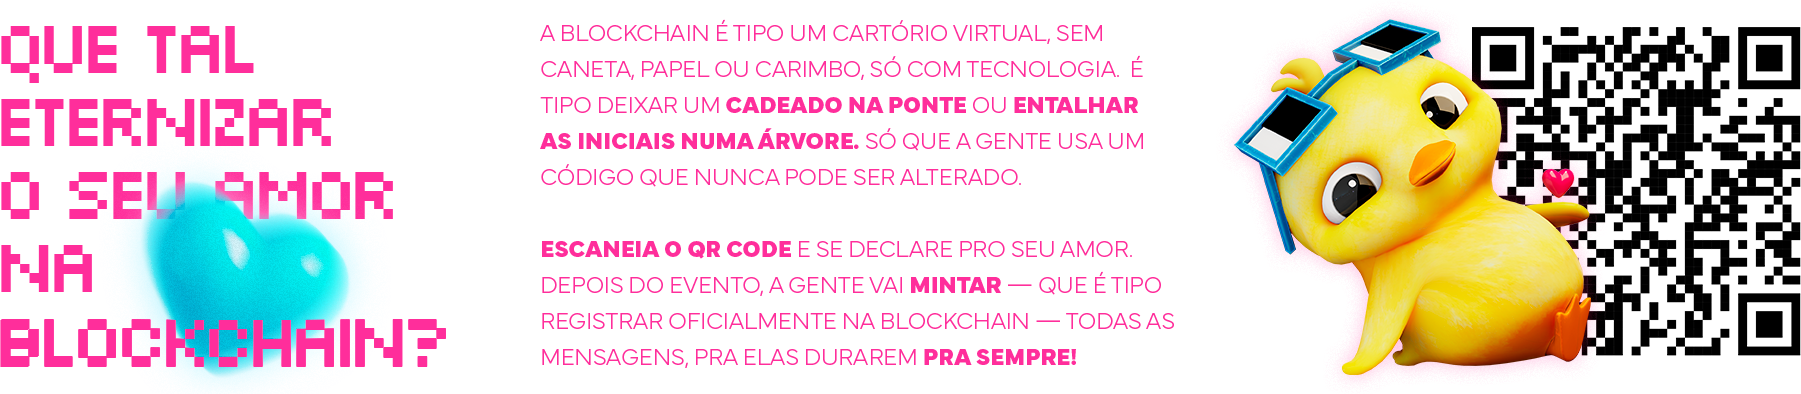 QUE TAL
ETERNIZAR
O SEU AMOR
NA
BLOCKCHAIN?
A BLOCKCHAIN É TIPO UM CARTÓRIO VIRTUAL, SEM
CANETA, PAPEL OU CARIMBO, SÓ COM TECNOLOGIA. É
TIPO DEIXAR UM CADEADO NA PONTE OU ENTALHAR
AS INICIAIS NUMA ÁRVORE. SÓ QUE A GENTE USA UM
CÓDIGO QUE NUNCA PODE SER ALTERADO.
ESCANEIA O QR CODE E SE DECLARE PRO SEU AMOR.
DEPOIS DO EVENTO, A GENTE VAI MINTAR — QUE É TIPO
REGISTRAR OFICIALMENTE NA BLOCKCHAIN — TODAS AS
MENSAGENS, PRA ELAS DURAREM PRA SEMPRE!